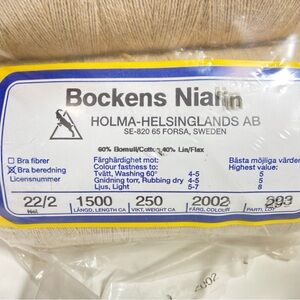 Bockens Nialin
HOLMA-HELSINGLANDS AB
SE-820 65 FORSA, SWEDEN
60% Bomull/Cotton 40% Lin/Flax
Bra fibrer Färghärdighet mot: Bästa möjliga värden
Bra beredning Colour fastness to: Highest value:
Licensnummer Tvätt, Washing 60° 4-5 5
Gnidning torr, Rubbing dry 4-5 5
Ljus, Light 5-7 8
22/2 1500 250 2002
Nel. LÄNGD, LENGTH CA VIKT, WEIGHT CA FÄRG, COLOUR PARTI, LOT